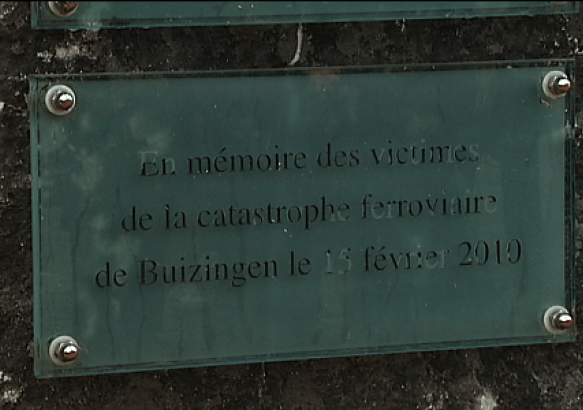 En mémoire des victimes
de la catastrophe ferroviaire
de Buizingen le 15 février 2010